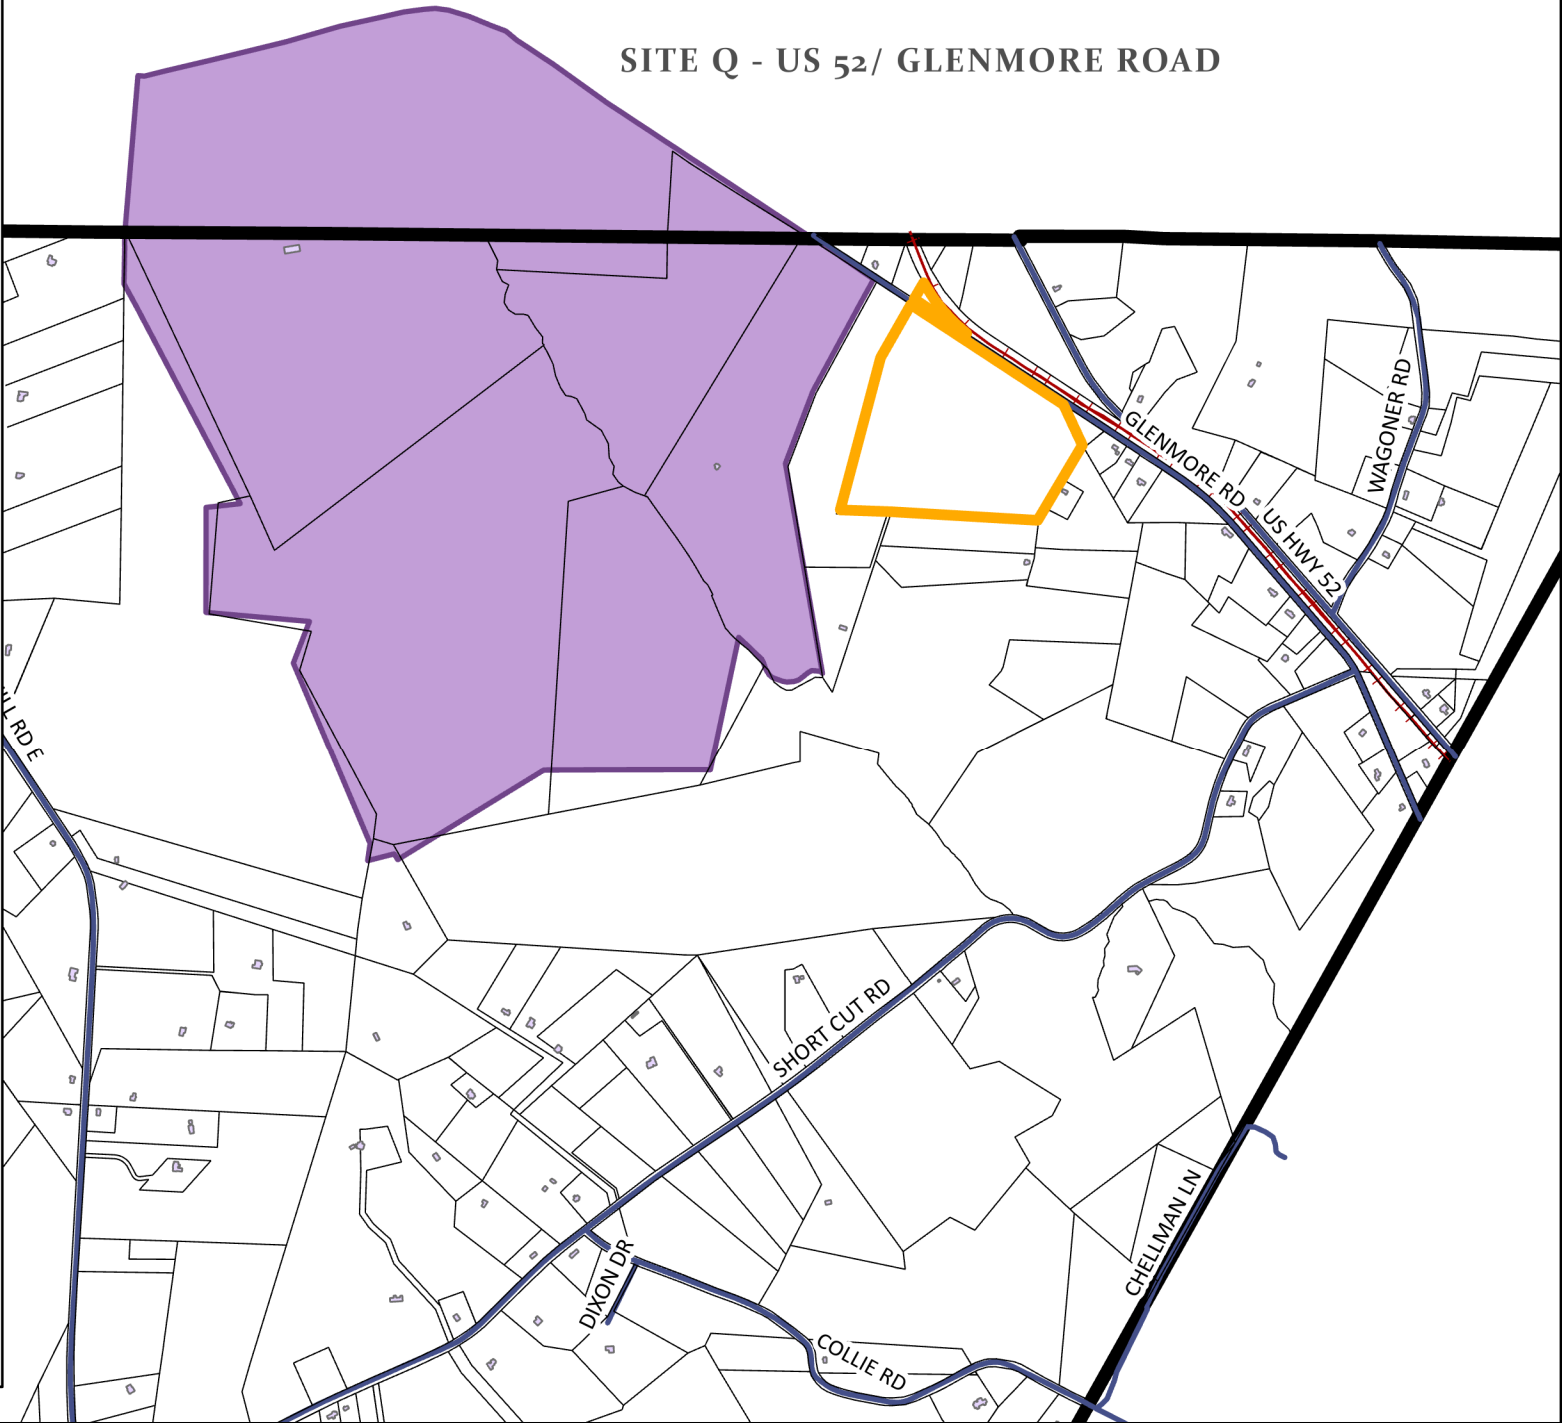 SITE Q - US 52/ GLENMORE ROAD
WAGONER RD
GLENMORE RD
US HWY 52
LL RD E
SHORT CUT RD
CHELLMAN LN
DIXON DR
COLLIE RD